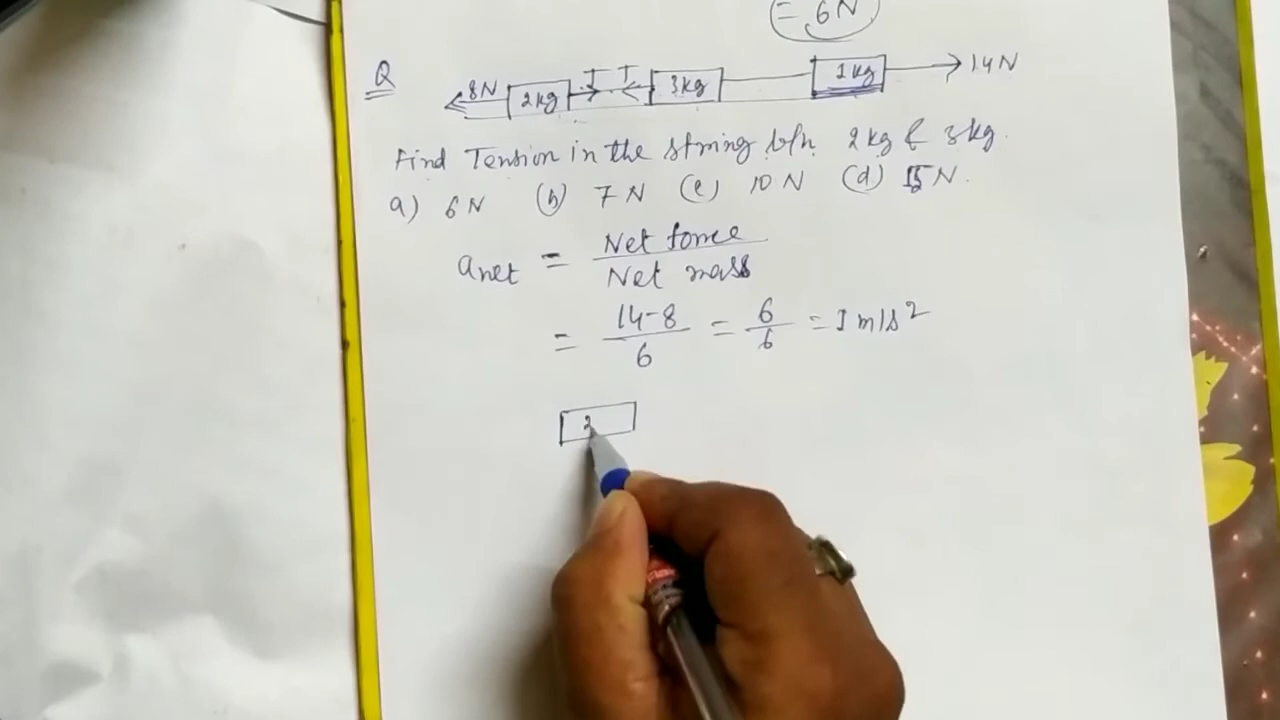 = 6N
Q
8N 2kg T T 3kg 1kg 14N
Find Tension in the string b/n 2kg & 3kg.
a) 6N (b) 7N (c) 10N (d) 15N.
anet = Net force
Net mass
= 14-8 = 6 = 1 m/s²
6 6
2